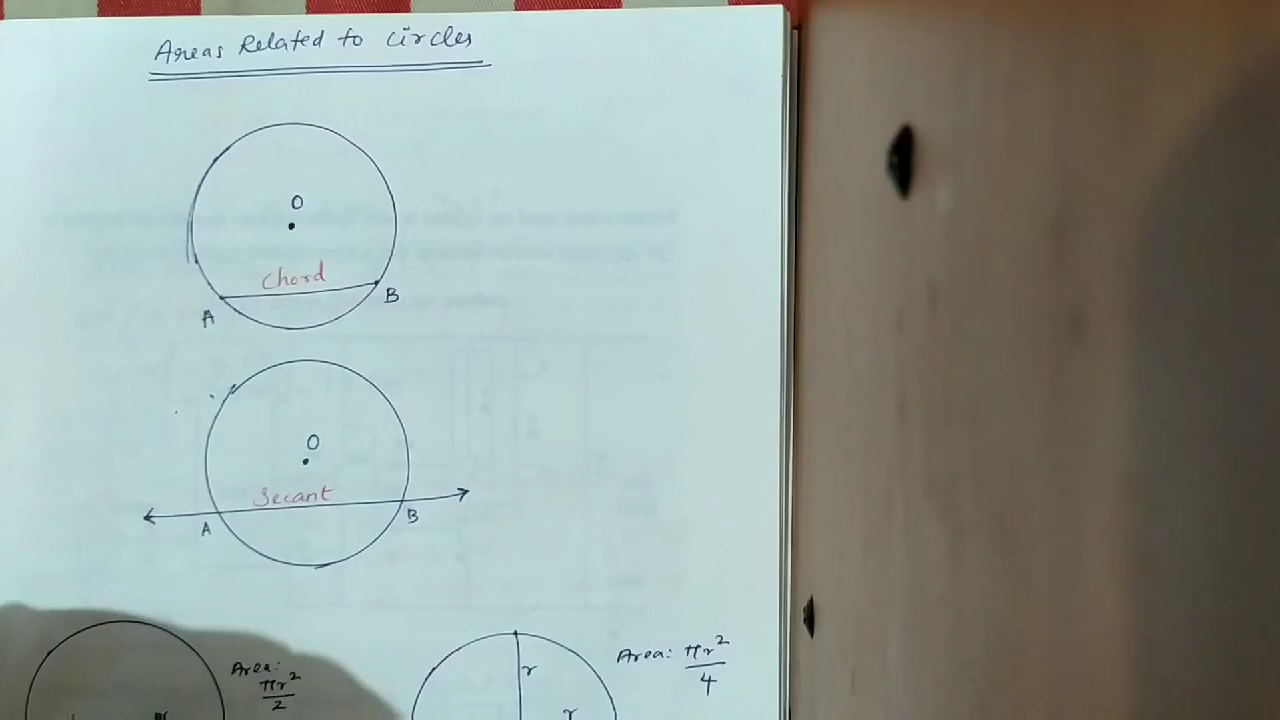 Areas Related to circles
O
chord
A
B
O
Secant
A
B
Area:
πr²
2
r
r
Area: πr²
4